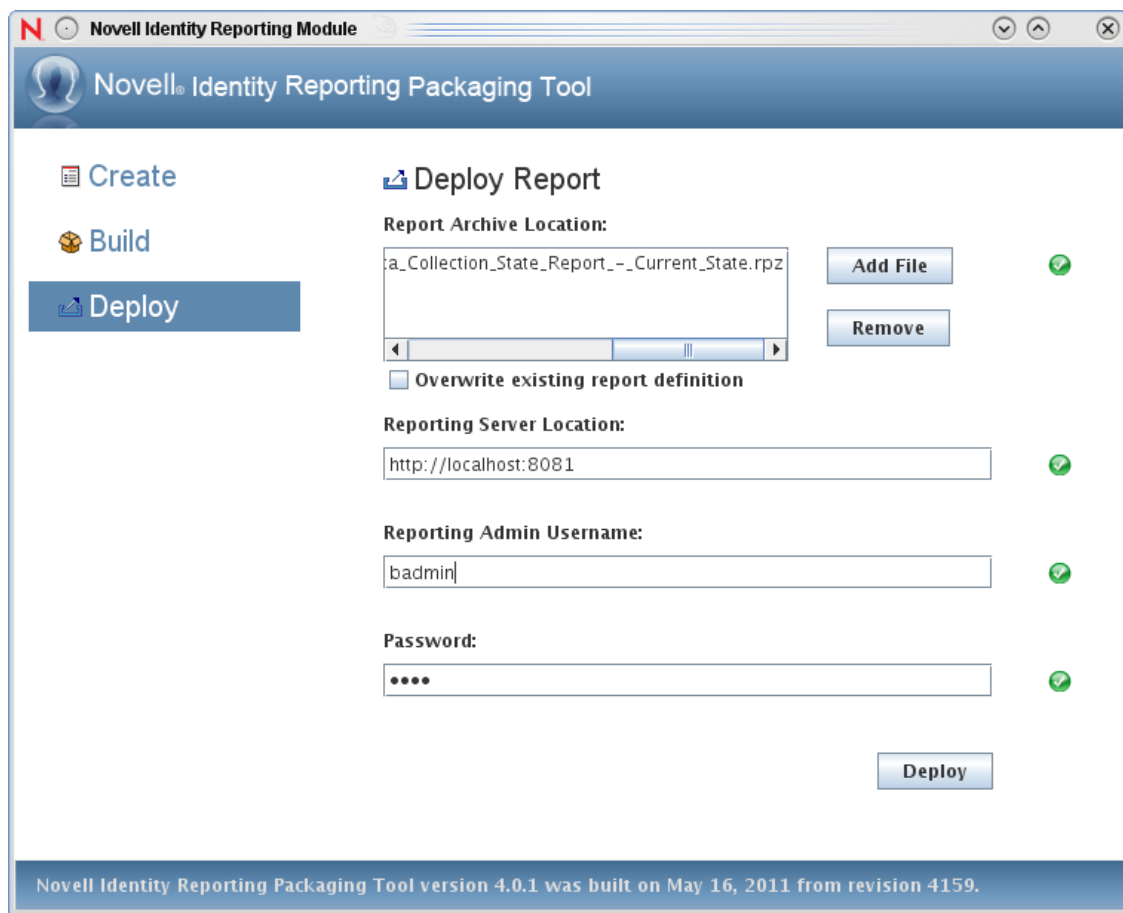 Novell Identity Reporting Module
Novell® Identity Reporting Packaging Tool
Create
Build
Deploy
Deploy Report
Report Archive Location:
:a_Collection_State_Report_-_Current_State.rpz
Add File
Remove
Overwrite existing report definition
Reporting Server Location:
http://localhost:8081
Reporting Admin Username:
badmin
Password:
••••
Deploy
Novell Identity Reporting Packaging Tool version 4.0.1 was built on May 16, 2011 from revision 4159.